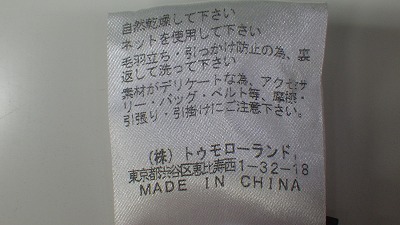 自然乾燥して下さい
ネットを使用して下さい
毛羽立ち・引っかけ防止の為、裏
返して洗って下さい
素材がデリケートな為、アクセサ
リー・バッグ・ベルト等、摩擦・
引張り・引掛けにご注意下さい。
(株)トゥモローランド,
東京都渋谷区恵比寿西1-32-18
MADE IN CHINA